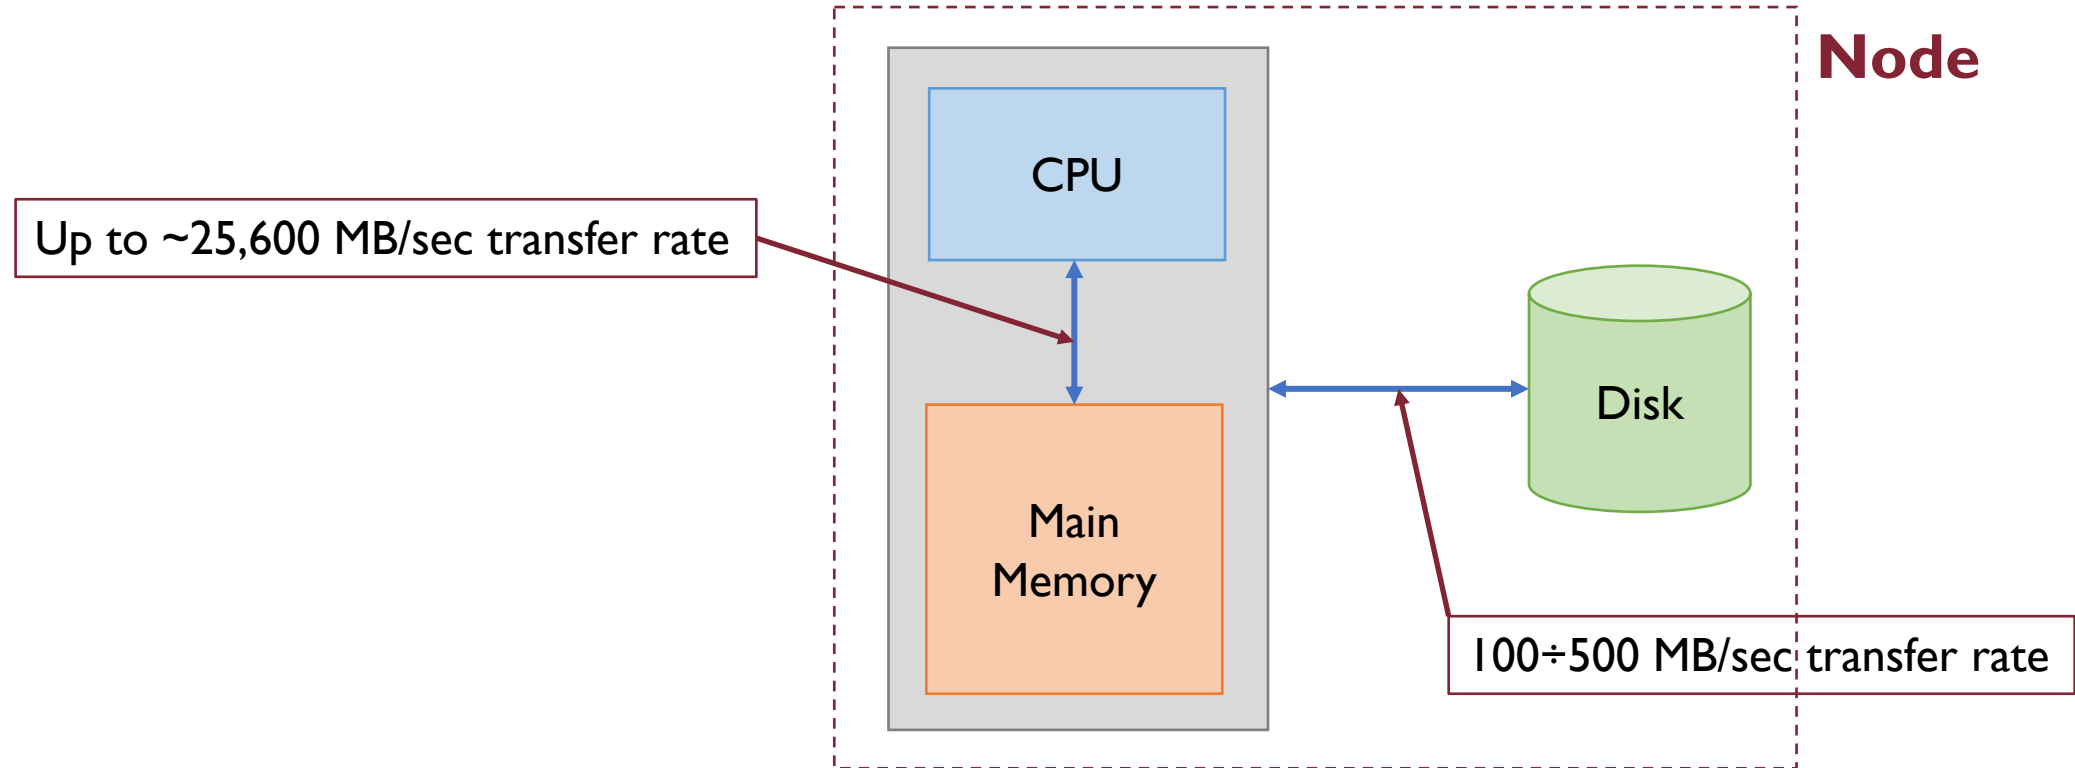 Node
CPU
Up to ~25,600 MB/sec transfer rate
Disk
Main
Memory
100÷500 MB/sec transfer rate